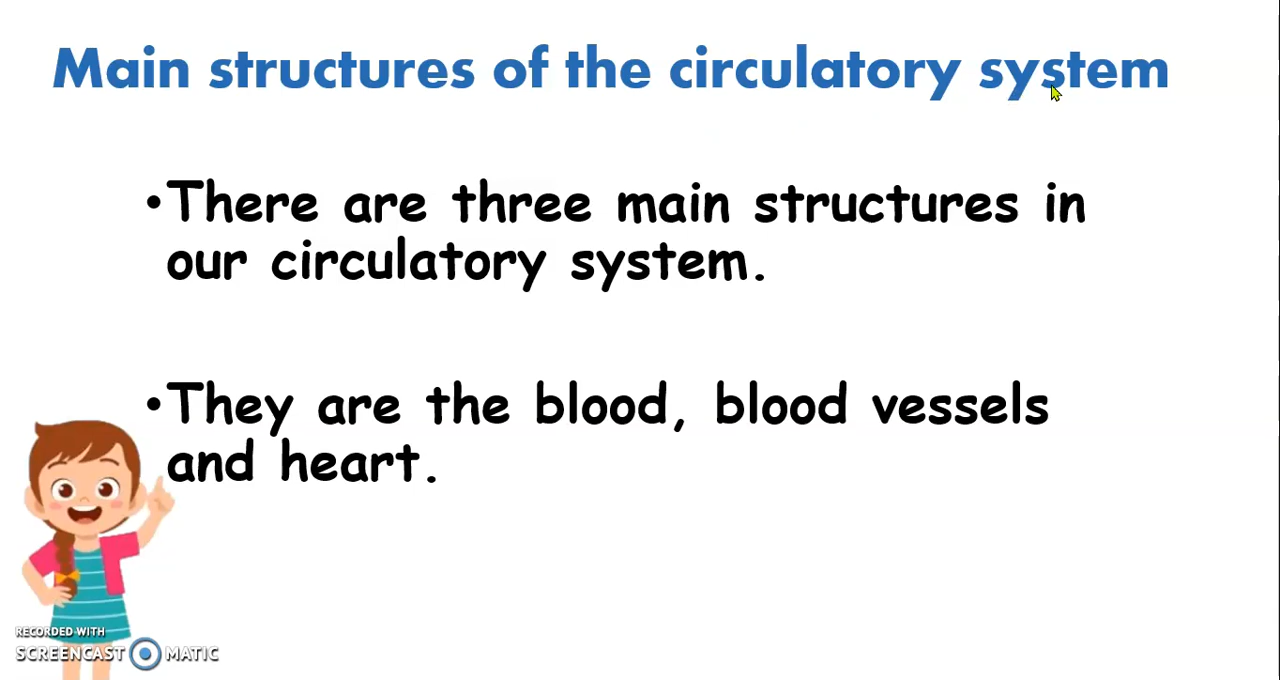 Main structures of the circulatory system
•There are three main structures in
our circulatory system.
•They are the blood, blood vessels
and heart.
RECORDED WITH
SCREENCAST MATIC